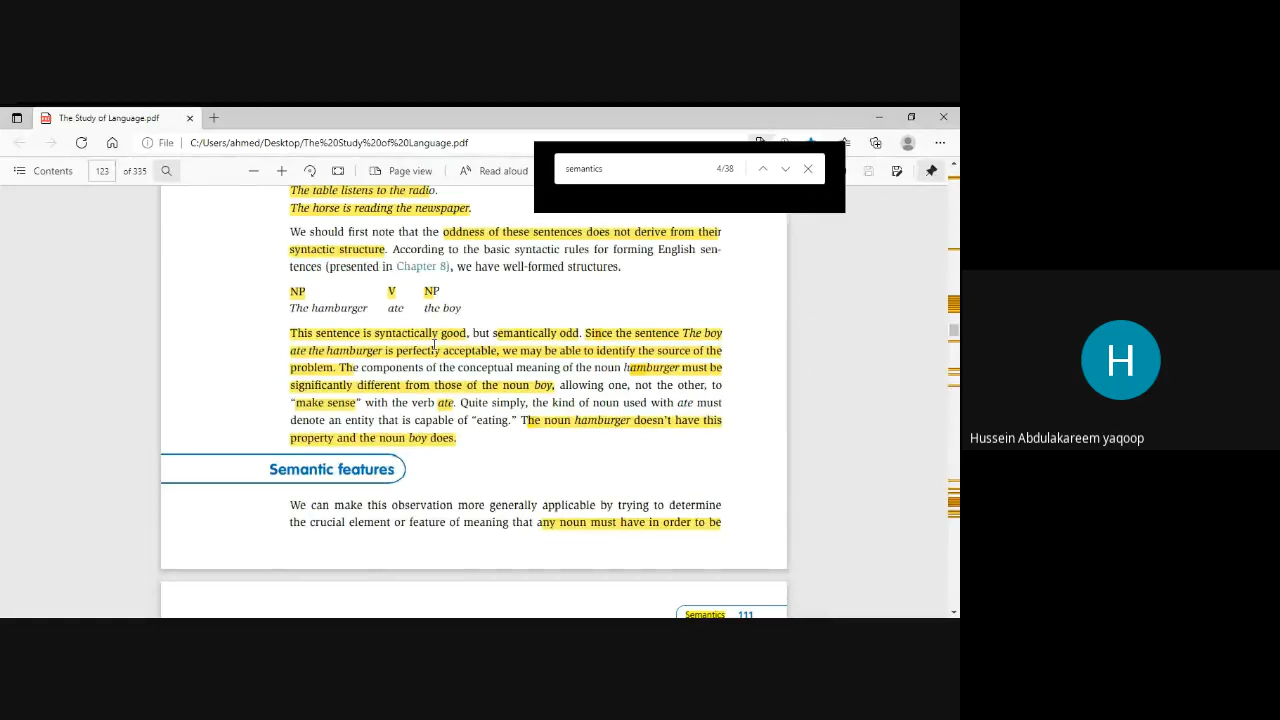 The Study of Language.pdf
File
C:/Users/ahmed/Desktop/The%20Study%20of%20Language.pdf
semantics
4/38
Contents
123
of 335
Page view
Read aloud
The table listens to the radio.
The horse is reading the newspaper.
We should first note that the oddness of these sentences does not derive from their
syntactic structure. According to the basic syntactic rules for forming English sen-
tences (presented in Chapter 8), we have well-formed structures.
NP V NP
The hamburger ate the boy
This sentence is syntactically good, but semantically odd. Since the sentence The boy
ate the hamburger is perfectly acceptable, we may be able to identify the source of the
problem. The components of the conceptual meaning of the noun hamburger must be
significantly different from those of the noun boy, allowing one, not the other, to
“make sense” with the verb ate. Quite simply, the kind of noun used with ate must
denote an entity that is capable of “eating.” The noun hamburger doesn’t have this
property and the noun boy does.
Semantic features
We can make this observation more generally applicable by trying to determine
the crucial element or feature of meaning that any noun must have in order to be
Semantics 111
H
Hussein Abdulakareem yaqoop